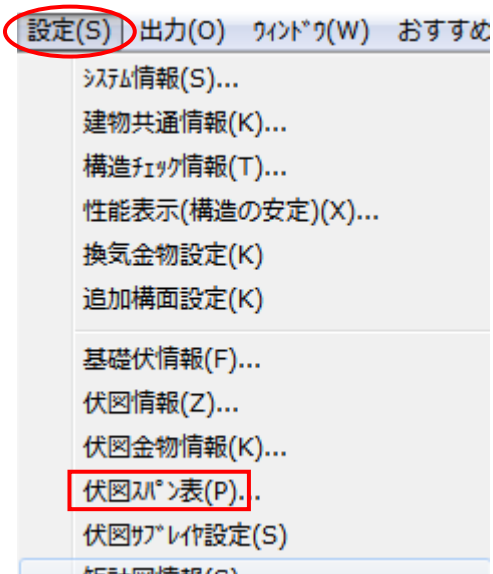 設定(S) 出力(O) ｳｨﾝﾄﾞｳ(W) おすすめ
ｼｽﾃﾑ情報(S)...
建物共通情報(K)...
構造ﾁｪｯｸ情報(T)...
性能表示(構造の安定)(X)...
換気金物設定(K)
追加構面設定(K)
基礎伏情報(F)...
伏図情報(Z)...
伏図金物情報(K)...
伏図ｽﾊﾟﾝ表(P)...
伏図ｻﾌﾞﾚｲﾔ設定(S)